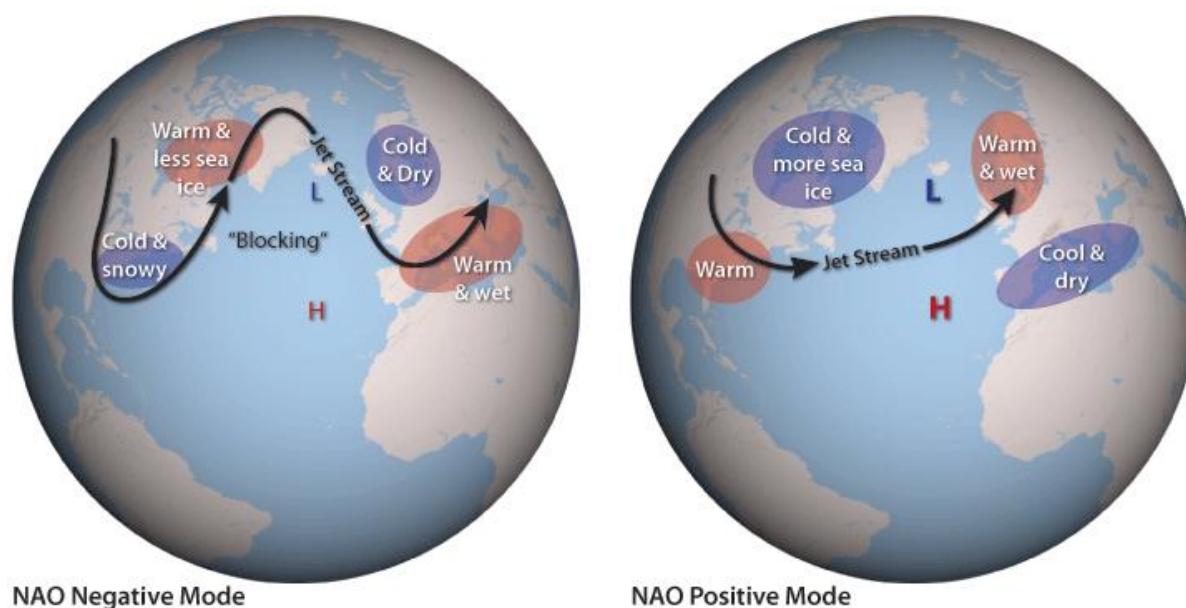 Warm &
less sea
ice
Jet Stream
Cold
& Dry
L
Cold &
snowy
"Blocking"
Warm
& wet
H
NAO Negative Mode
Cold &
more sea
ice
Warm
& wet
L
Warm
Jet Stream
Cool &
dry
H
NAO Positive Mode